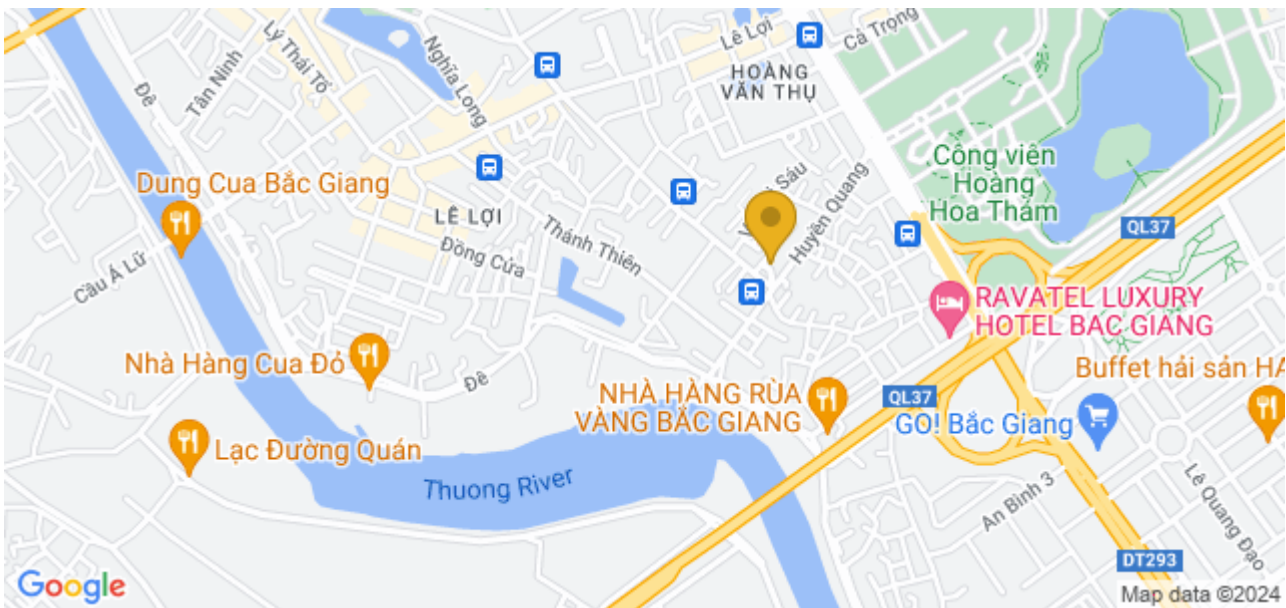 Lê Lợi
Cả Trọng
Lý Thái Tổ
Nghĩa Long
Tân Ninh
Đê
HOÀNG
VĂN THỤ
Công viên
Hoàng
Hoa Thám
Dung Cua Bắc Giang
LÊ LỢI
Sáu
Huyền Quang
QL37
Thánh Thiên
Đồng Cửa
Cầu Á Lữ
RAVATEL LUXURY
HOTEL BAC GIANG
Nhà Hàng Cua Đỏ
Đê
Buffet hải sản HA
NHÀ HÀNG RÙA
VÀNG BẮC GIANG
QL37
GO! Bắc Giang
Lạc Đường Quán
Thuong River
An Bình 3
Lê Quang Đạo
DT293
Google
Map data ©2024